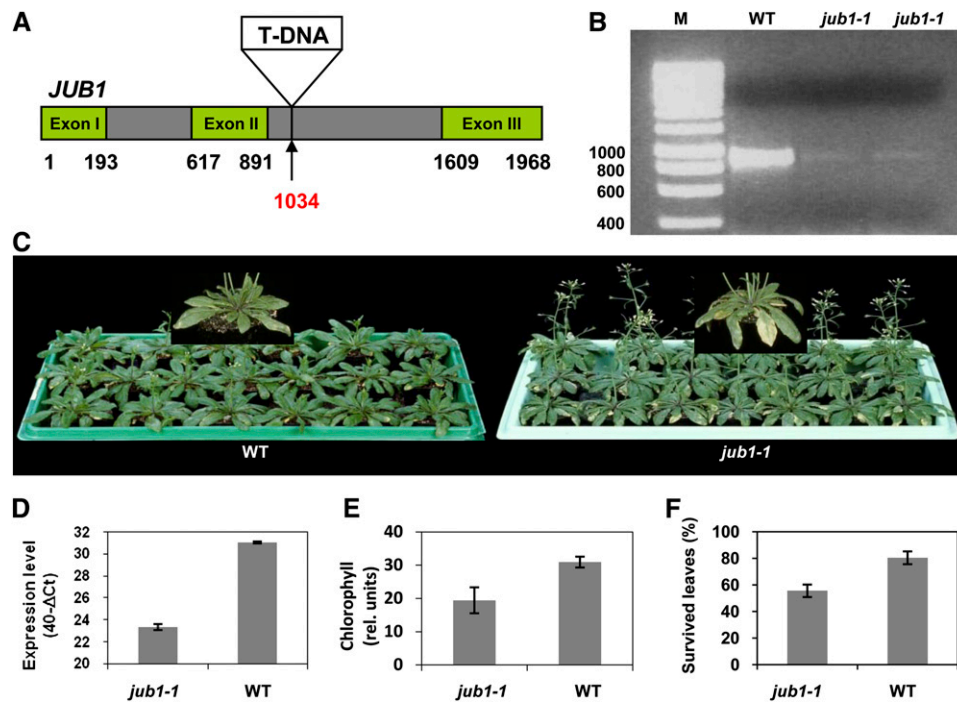 A
T-DNA
JUB1
Exon I
Exon II
Exon III
1
193
617
891
1609
1968
1034
B
M
WT
jub1-1
jub1-1
1000
800
600
400
C
WT
jub1-1
D
Expression level
(40-ΔCt)
32
30
28
26
24
22
20
jub1-1
WT
E
Chlorophyll
(rel. units)
40
30
20
10
0
jub1-1
WT
F
Survived leaves (%)
100
80
60
40
20
0
jub1-1
WT